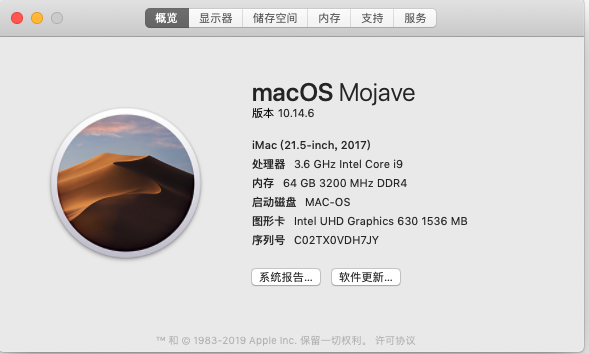 概览 显示器 储存空间 内存 支持 服务
macOS Mojave
版本 10.14.6
iMac (21.5-inch, 2017)
处理器 3.6 GHz Intel Core i9
内存 64 GB 3200 MHz DDR4
启动磁盘 MAC-OS
图形卡 Intel UHD Graphics 630 1536 MB
序列号 C02TX0VDH7JY
系统报告... 软件更新...
™ 和 © 1983-2019 Apple Inc. 保留一切权利。 许可协议